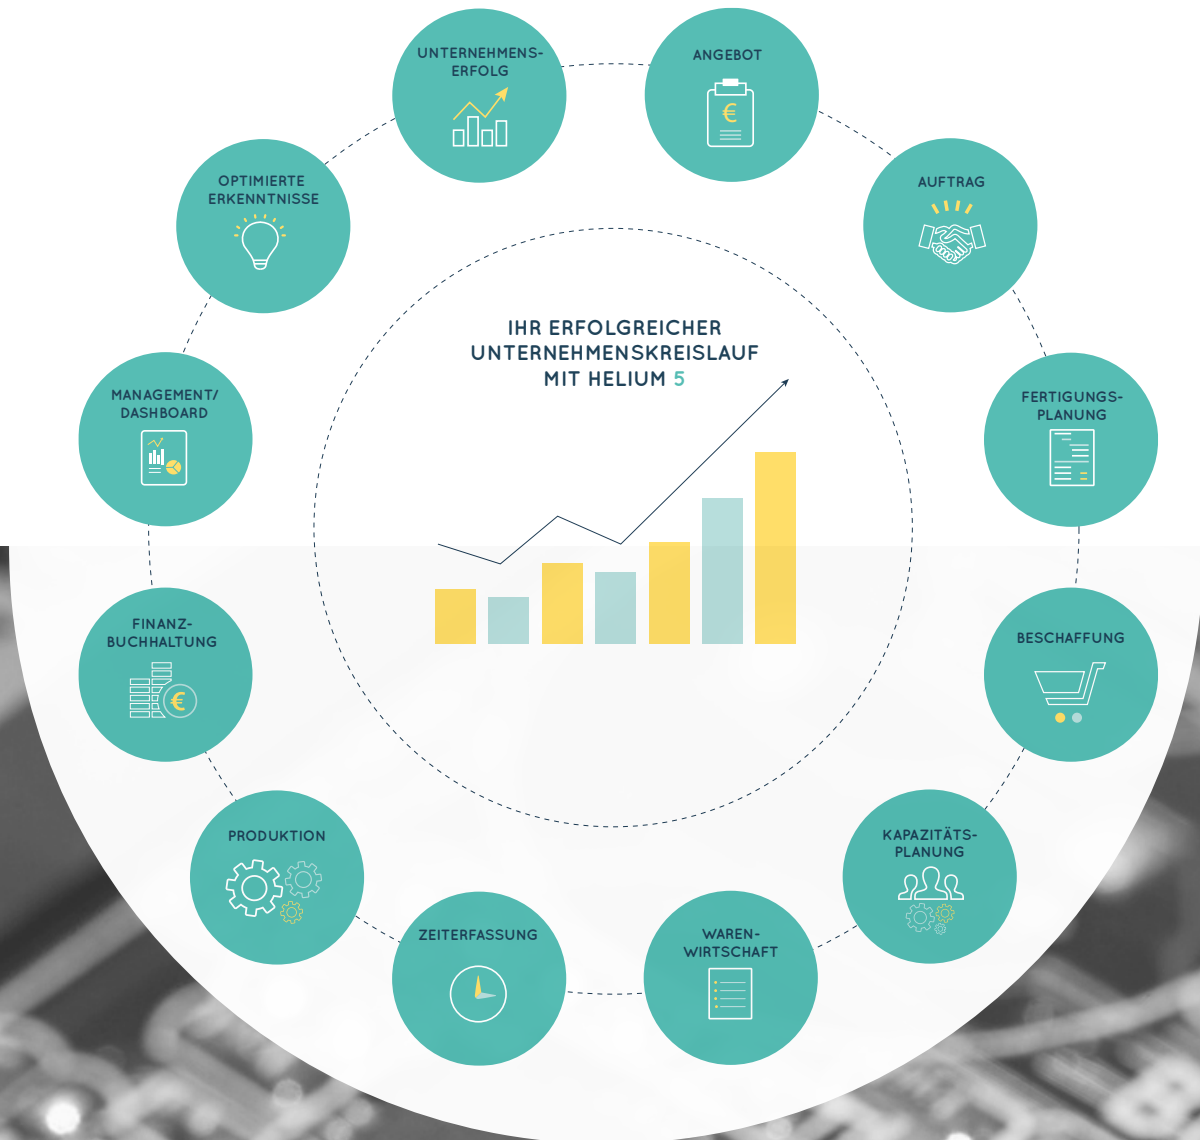 UNTERNEHMENS-
ERFOLG
€
ANGEBOT
€
AUFTRAG
FERTIGUNGS-
PLANUNG
BESCHAFFUNG
KAPAZITÄTS-
PLANUNG
WAREN-
WIRTSCHAFT
ZEITERFASSUNG
PRODUKTION
FINANZ-
BUCHHALTUNG
€
MANAGEMENT/
DASHBOARD
OPTIMIERTE
ERKENNTNISSE
IHR ERFOLGREICHER
UNTERNEHMENSKREISLAUF
MIT HELIUM 5